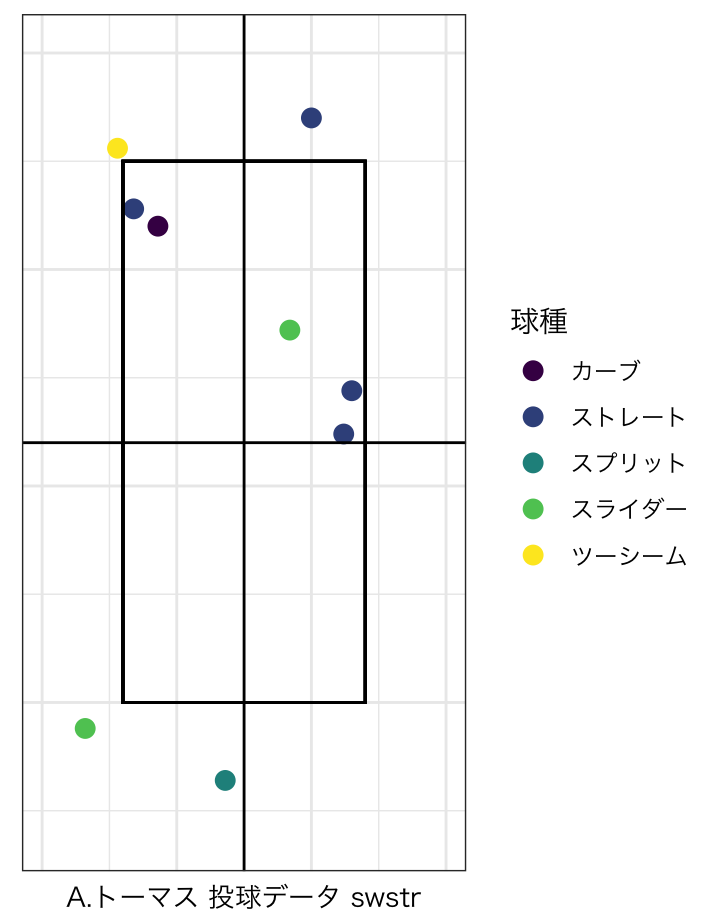 球種
カーブ
ストレート
スプリット
スライダー
ツーシーム
A.トーマス 投球データ swstr